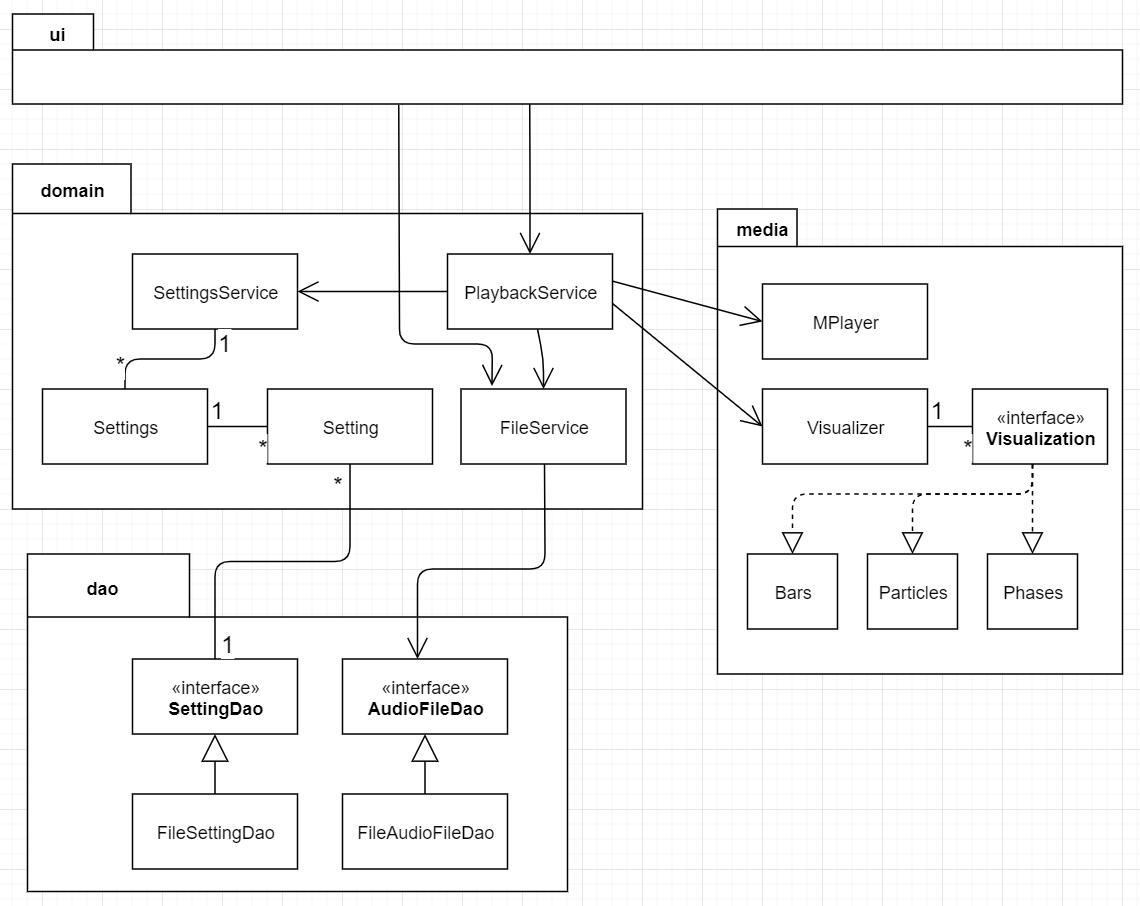 ui
domain
media
SettingsService
PlaybackService
MPlayer
1
*
Settings
1
*
Setting
FileService
Visualizer
1
*
«interface»
Visualization
*
Bars
Particles
Phases
dao
1
«interface»
SettingDao
«interface»
AudioFileDao
FileSettingDao
FileAudioFileDao